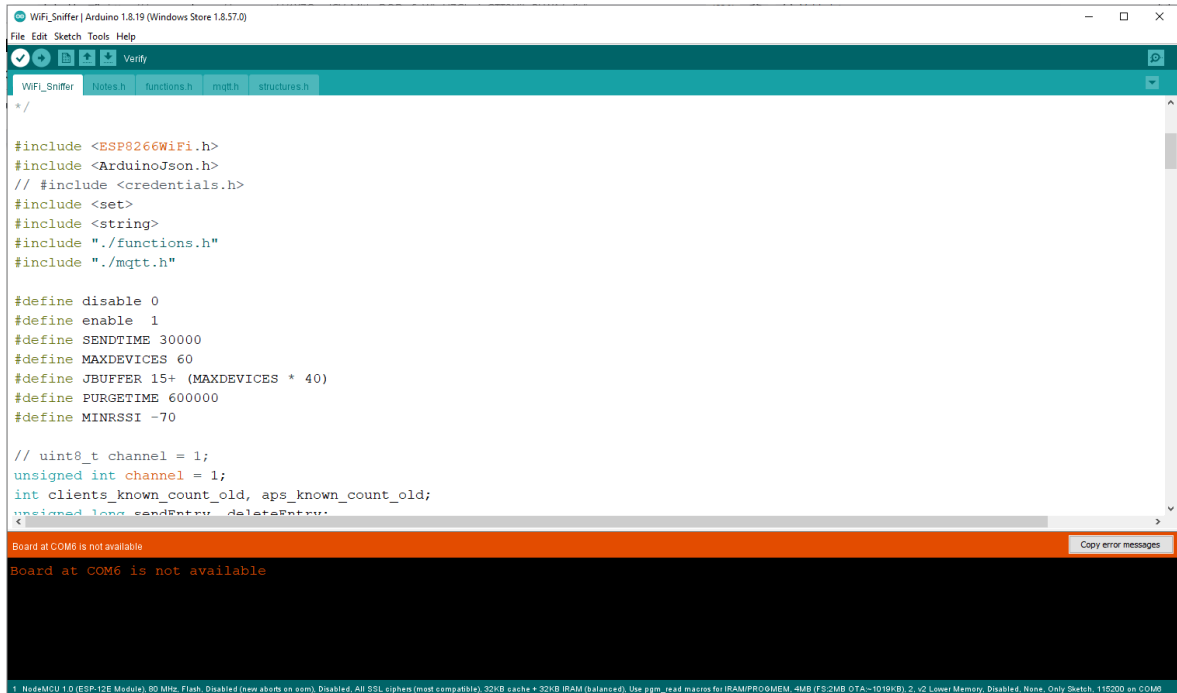 WiFi_Sniffer | Arduino 1.8.19 (Windows Store 1.8.57.0)
File Edit Sketch Tools Help
Verify
WiFi_Sniffer Notes.h functions.h mqtt.h structures.h
*/
#include <ESP8266WiFi.h>
#include <ArduinoJson.h>
// #include <credentials.h>
#include <set>
#include <string>
#include "./functions.h"
#include "./mqtt.h"
#define disable 0
#define enable  1
#define SENDTIME 30000
#define MAXDEVICES 60
#define JBUFFER 15+ (MAXDEVICES * 40)
#define PURGETIME 600000
#define MINRSSI -70
// uint8_t channel = 1;
unsigned int channel = 1;
int clients_known_count_old, aps_known_count_old;
unsigned long sendEntry, deleteEntry;
Board at COM6 is not available
Copy error messages
Board at COM6 is not available
1 NodeMCU 1.0 (ESP-12E Module), 80 MHz, Flash, Disabled (new aborts on oom), Disabled, All SSL ciphers (most compatible), 32KB cache + 32KB IRAM (balanced), Use pgm_read macros for IRAM/PROGMEM, 4MB (FS:2MB OTA:~1019KB), 2, v2 Lower Memory, Disabled, None, Only Sketch, 115200 on COM6